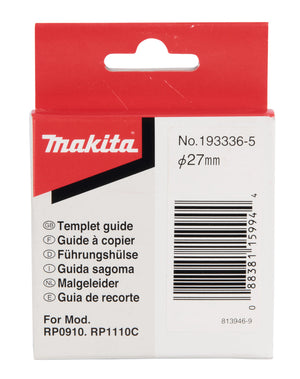 makita
No.193336-5
ø27mm
GB Templet guide
F Guide à copier
D Führungshülse
I Guida sagoma
NL Malgeleider
E Guia de recorte
For Mod.
RP0910. RP1110C
0 88381 15994 4
813946-9